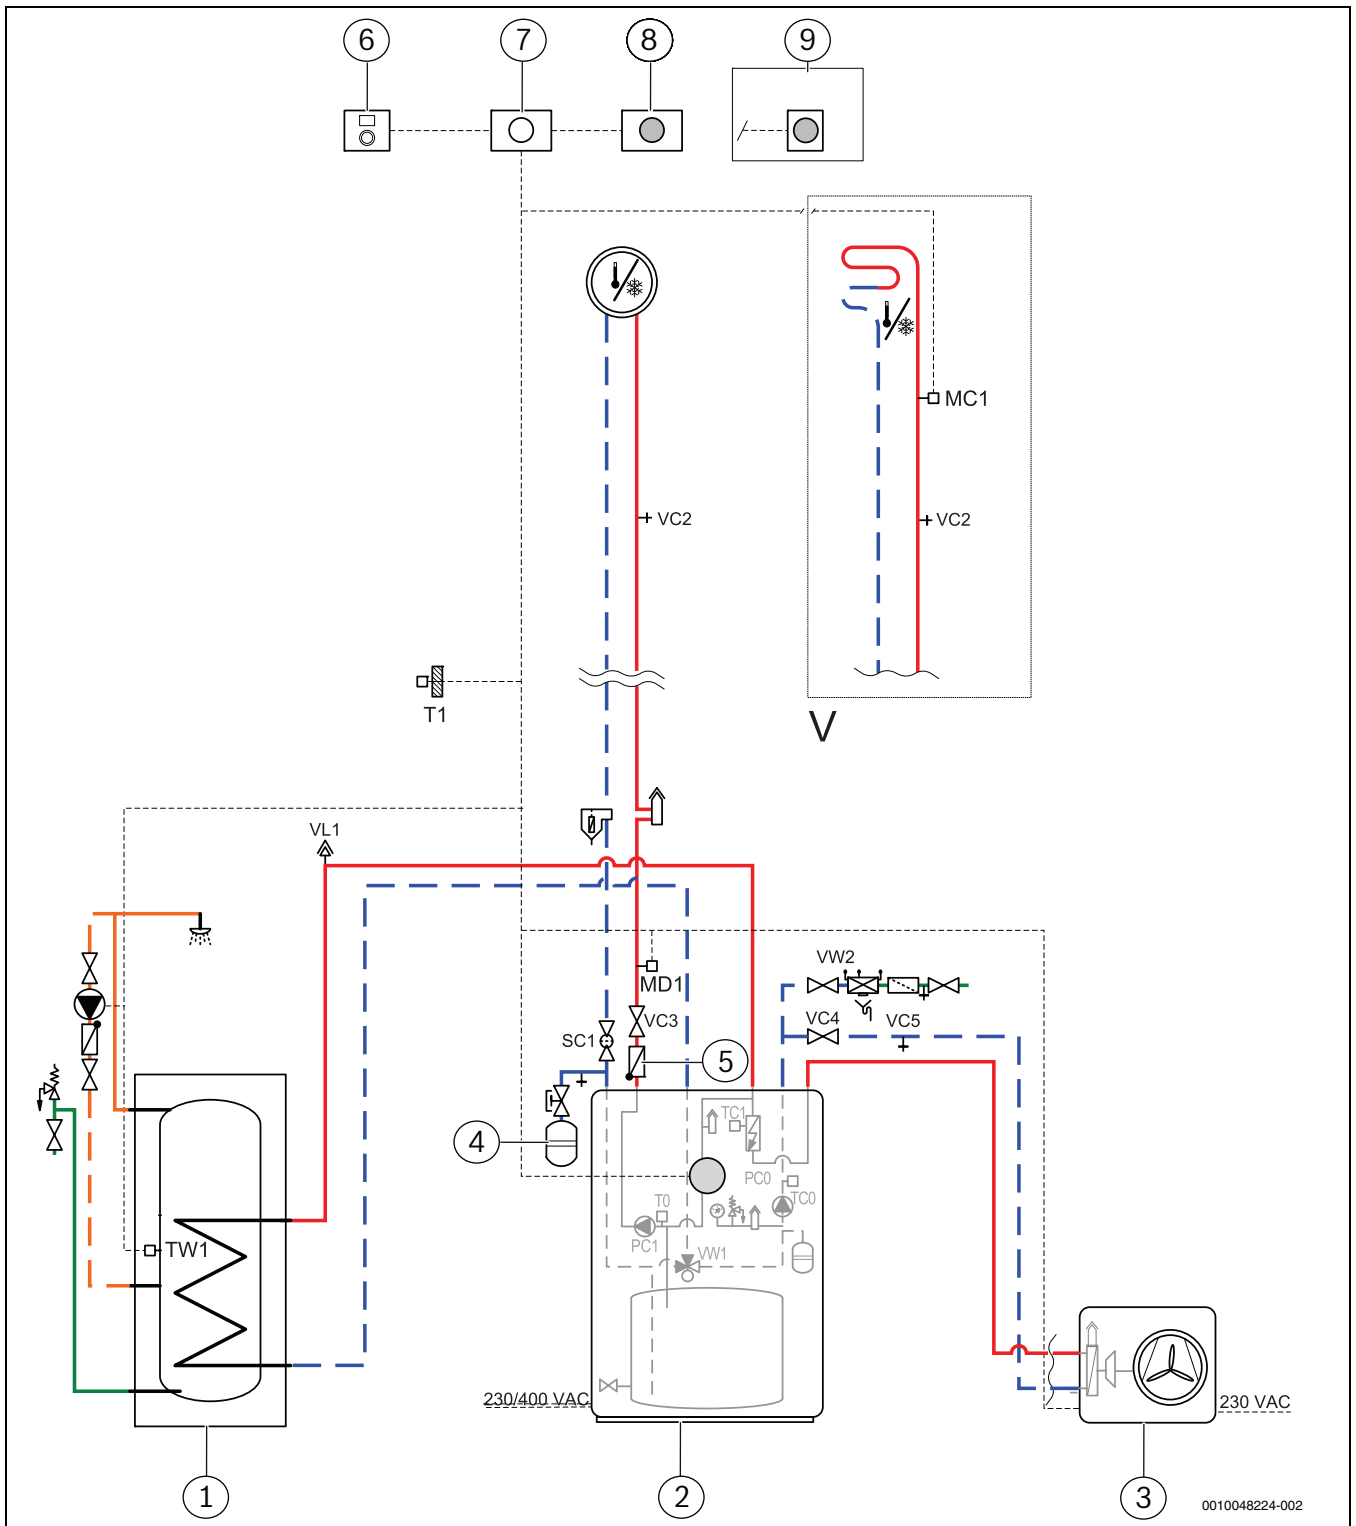 6
7
8
9
MC1
VC2
VC2
T1
V
VL1
VW2
MD1
VC3
VC4
VC5
SC1
5
TC1
4
PC0
T0
TC0
PC1
VW1
TW1
230/400 VAC
230 VAC
1
2
3
0010048224-002